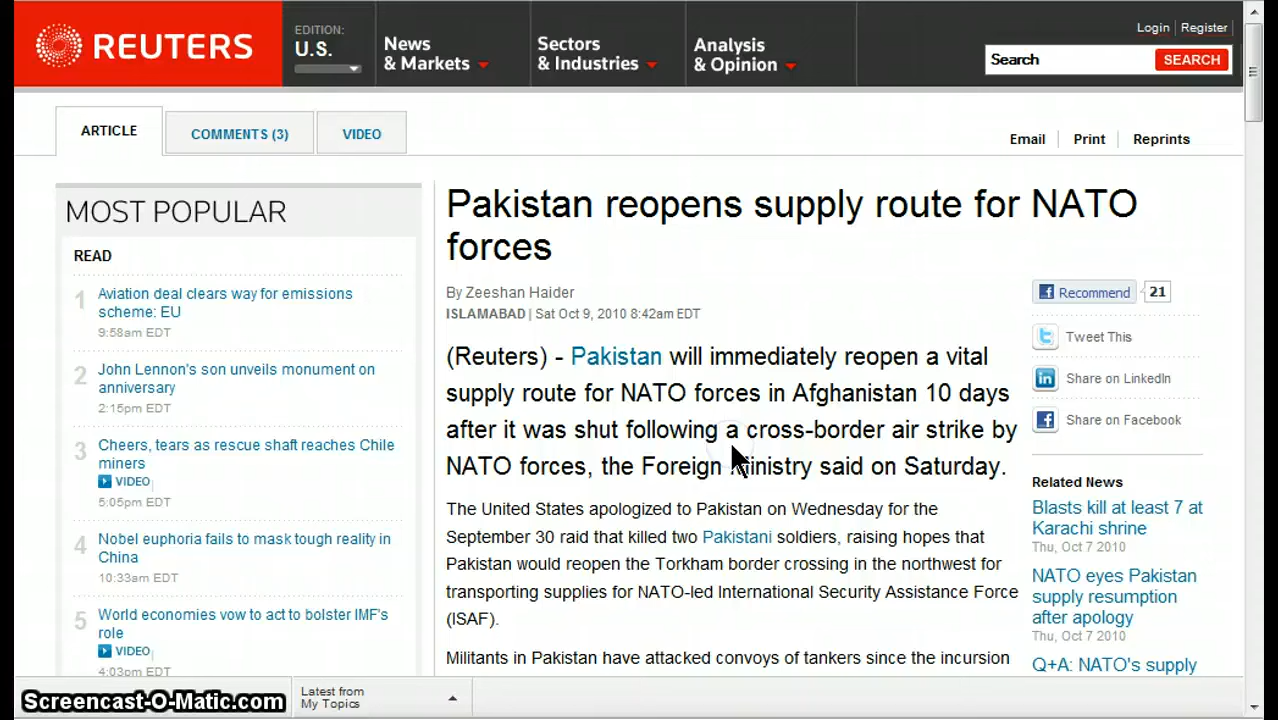 REUTERS
EDITION:
U.S.
News
& Markets
Sectors
& Industries
Analysis
& Opinion
Login
Register
Search
SEARCH
ARTICLE
COMMENTS (3)
VIDEO
Email
Print
Reprints
MOST POPULAR
READ
1
Aviation deal clears way for emissions
scheme: EU
9:58am EDT
2
John Lennon's son unveils monument on
anniversary
2:15pm EDT
3
Cheers, tears as rescue shaft reaches Chile
miners
VIDEO
5:05pm EDT
4
Nobel euphoria fails to mask tough reality in
China
10:33am EDT
5
World economies vow to act to bolster IMF's
role
VIDEO
4:03pm EDT
Pakistan reopens supply route for NATO
forces
By Zeeshan Haider
ISLAMABAD | Sat Oct 9, 2010 8:42am EDT
(Reuters) - Pakistan will immediately reopen a vital
supply route for NATO forces in Afghanistan 10 days
after it was shut following a cross-border air strike by
NATO forces, the Foreign Ministry said on Saturday.
The United States apologized to Pakistan on Wednesday for the
September 30 raid that killed two Pakistani soldiers, raising hopes that
Pakistan would reopen the Torkham border crossing in the northwest for
transporting supplies for NATO-led International Security Assistance Force
(ISAF).
Militants in Pakistan have attacked convoys of tankers since the incursion
Recommend
21
Tweet This
Share on LinkedIn
Share on Facebook
Related News
Blasts kill at least 7 at
Karachi shrine
Thu, Oct 7 2010
NATO eyes Pakistan
supply resumption
after apology
Thu, Oct 7 2010
Q+A: NATO's supply
Screencast-O-Matic.com
Latest from
My Topics